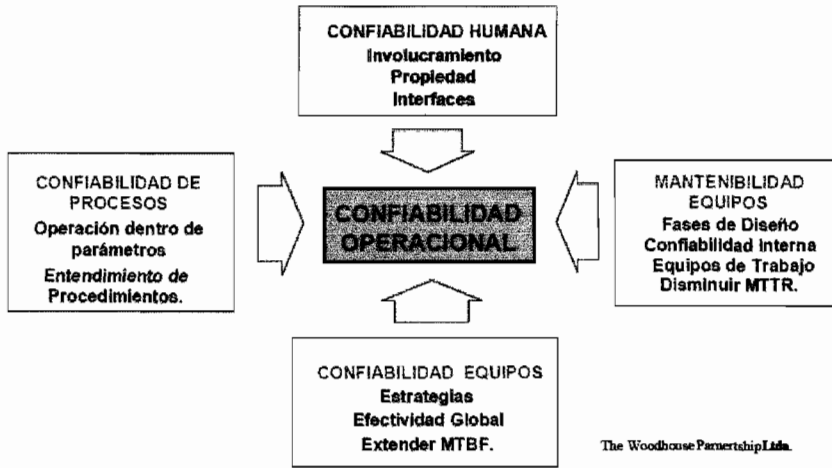 CONFIABILIDAD HUMANA
Involucramiento
Propiedad
Interfaces
CONFIABILIDAD DE
PROCESOS
Operación dentro de
parámetros
Entendimiento de
Procedimientos.
CONFIABILIDAD
OPERACIONAL
MANTENIBILIDAD
EQUIPOS
Fases de Diseño
Confiabilidad Interna
Equipos de Trabajo
Disminuir MTTR.
CONFIABILIDAD EQUIPOS
Estrategias
Efectividad Global
Extender MTBF.
The Woodhouse Parnertship Ltda.